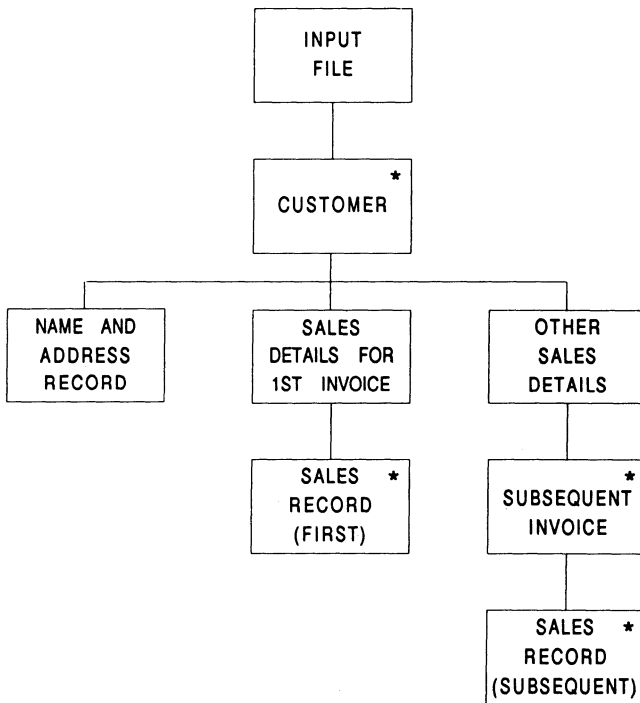 INPUT
FILE
*
CUSTOMER
NAME AND
ADDRESS
RECORD
SALES
DETAILS FOR
1ST INVOICE
OTHER
SALES
DETAILS
SALES *
RECORD
(FIRST)
*
SUBSEQUENT
INVOICE
SALES *
RECORD
(SUBSEQUENT)